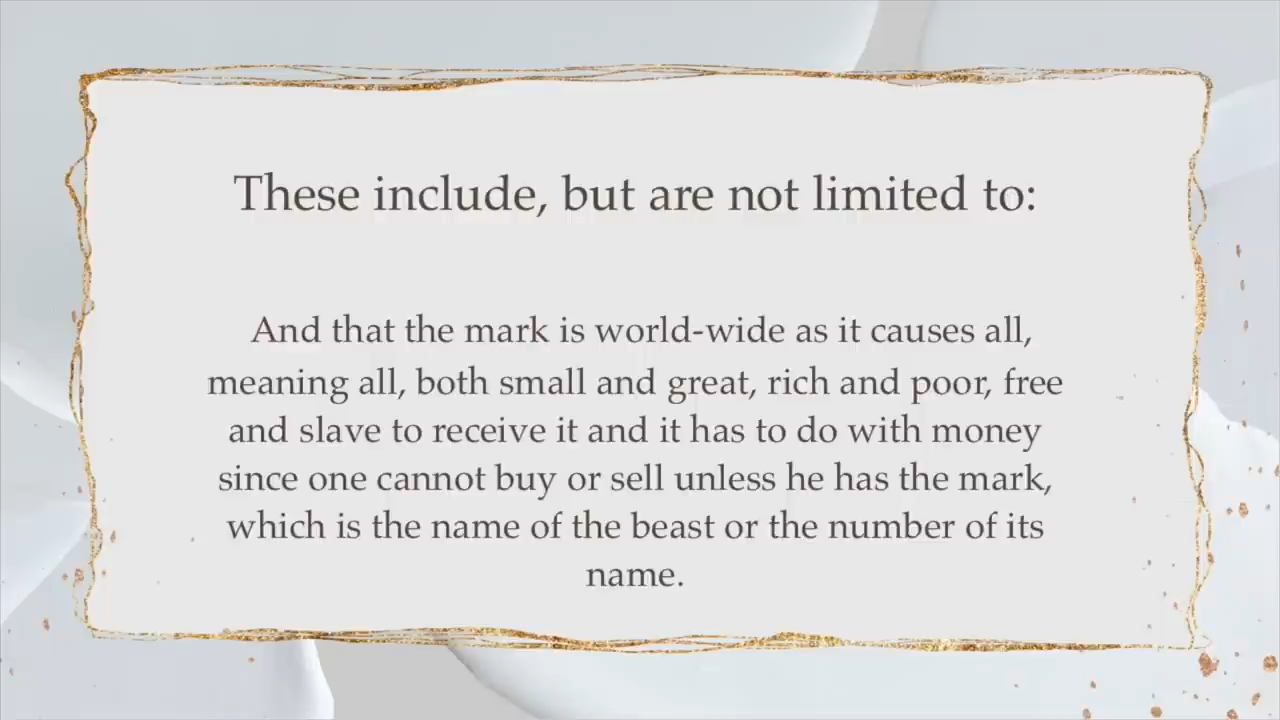 These include, but are not limited to:
And that the mark is world-wide as it causes all,
meaning all, both small and great, rich and poor, free
and slave to receive it and it has to do with money
since one cannot buy or sell unless he has the mark,
which is the name of the beast or the number of its
name.